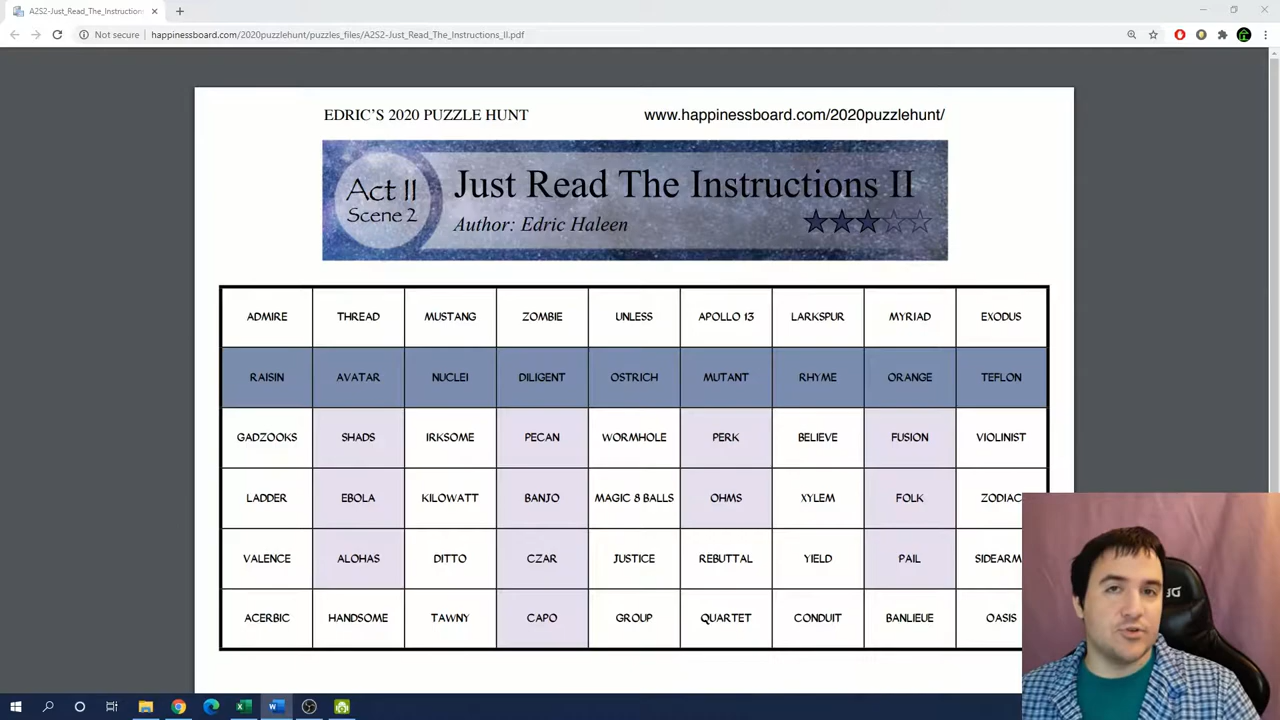 A2S2-Just_Read_The_Instructions
Not secure happinessboard.com/2020puzzlehunt/puzzles_files/A2S2-Just_Read_The_Instructions_II.pdf
EDRIC'S 2020 PUZZLE HUNT www.happinessboard.com/2020puzzlehunt/
Act II
Scene 2
Just Read The Instructions II
Author: Edric Haleen
ADMIRE THREAD MUSTANG ZOMBIE UNLESS APOLLO 13 LARKSPUR MYRIAD EXODUS
RAISIN AVATAR NUCLEI DILIGENT OSTRICH MUTANT RHYME ORANGE TEFLON
GADZOOKS SHADS IRKSOME PECAN WORMHOLE PERK BELIEVE FUSION VIOLINIST
LADDER EBOLA KILOWATT BANJO MAGIC 8 BALLS OHMS XYLEM FOLK ZODIAC
VALENCE ALOHAS DITTO CZAR JUSTICE REBUTTAL YIELD PAIL SIDEARM
ACERBIC HANDSOME TAWNY CAPO GROUP QUARTET CONDUIT BANLIEUE OASIS